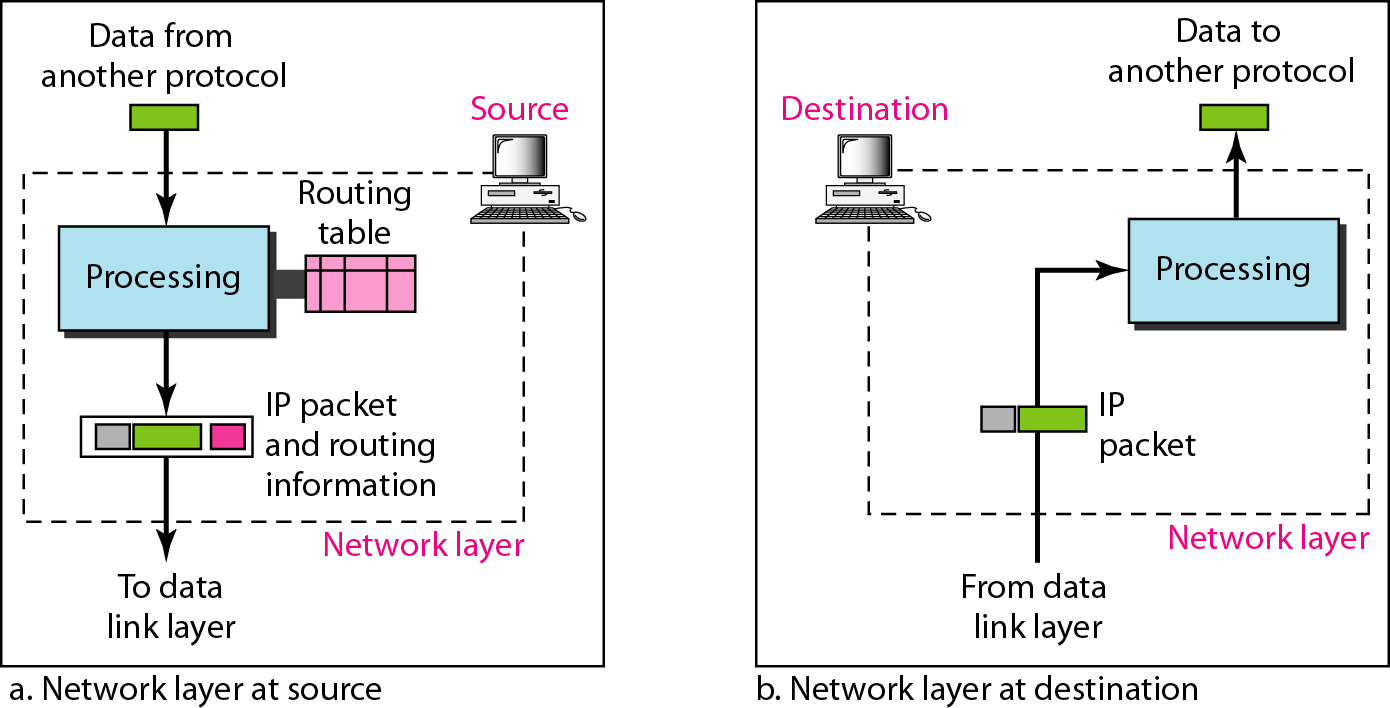 Data from
another protocol
Source
Routing
table
Processing
IP packet
and routing
information
Network layer
To data
link layer
a. Network layer at source
Data to
another protocol
Destination
Processing
IP
packet
Network layer
From data
link layer
b. Network layer at destination